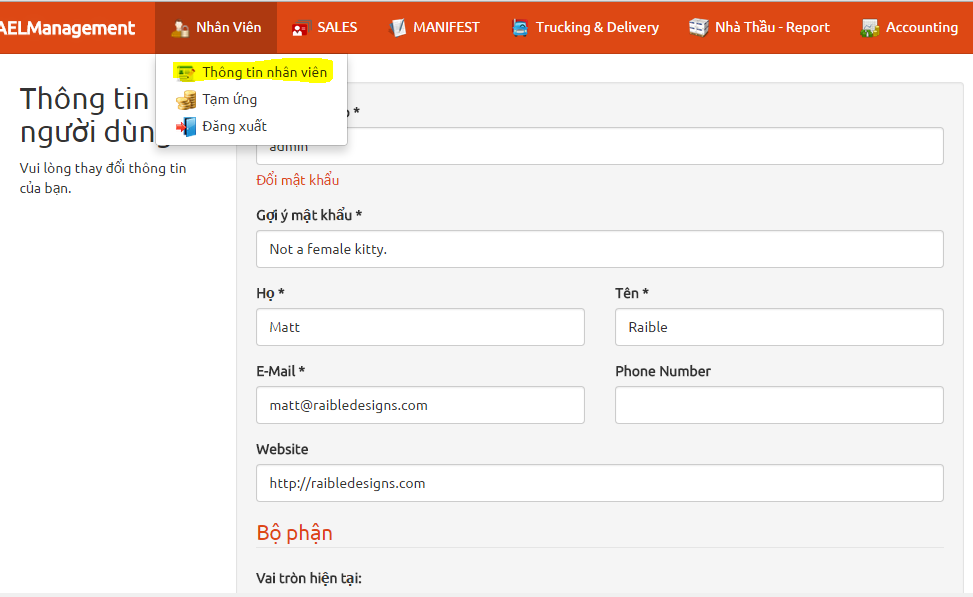 AELManagement
Nhân Viên
SALES
MANIFEST
Trucking & Delivery
Nhà Thầu - Report
Accounting
Thông tin nhân viên
Tạm ứng
Đăng xuất
Thông tin
người dùng
Vui lòng thay đổi thông tin
của bạn.
*
admin
Đổi mật khẩu
Gợi ý mật khẩu *
Not a female kitty.
Họ *
Tên *
Matt
Raible
E-Mail *
Phone Number
matt@raibledesigns.com
Website
http://raibledesigns.com
Bộ phận
Vai tròn hiện tại: